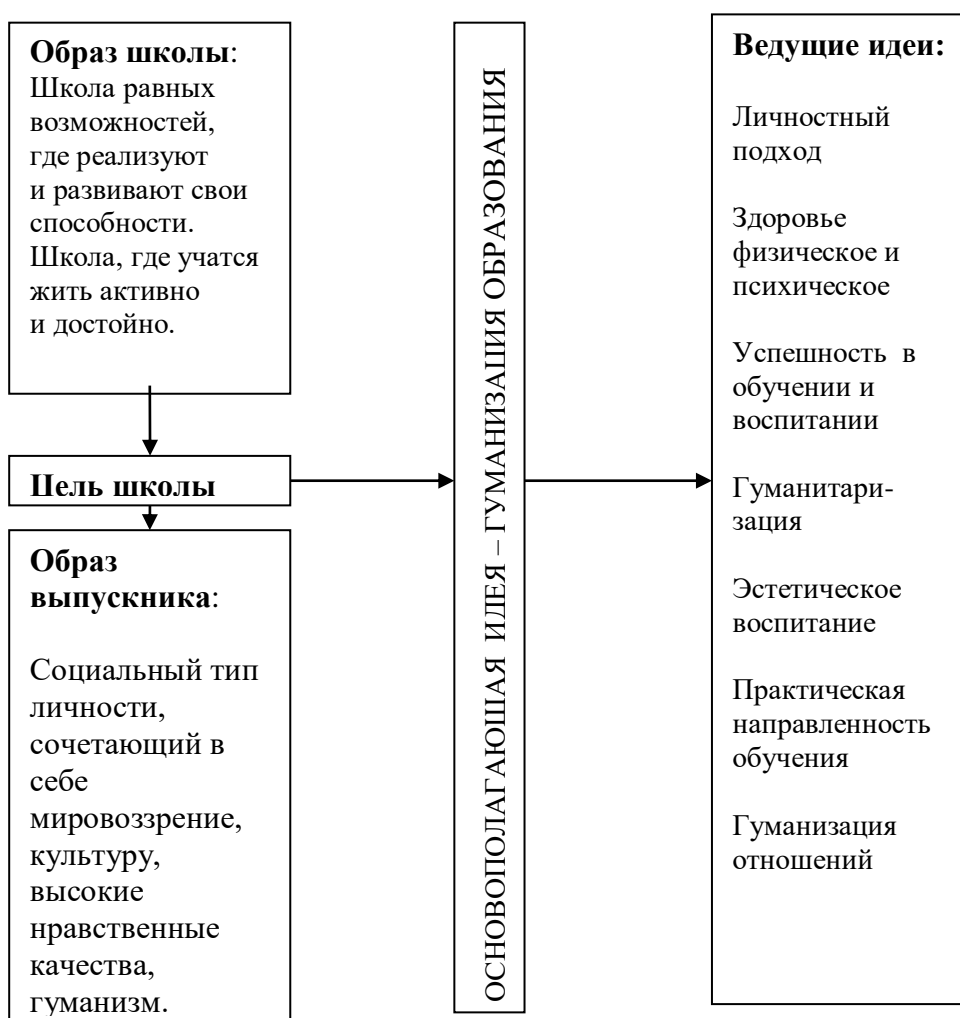 Образ школы:
Школа равных
возможностей,
где реализуют
и развивают свои
способности.
Школа, где учатся
жить активно
и достойно.
Цель школы
Образ
выпускника:
Социальный тип
личности,
сочетающий в
себе
мировоззрение,
культуру,
высокие
нравственные
качества,
гуманизм.
ОСНОВОПОЛАГАЮЩАЯ ИДЕЯ – ГУМАНИЗАЦИЯ ОБРАЗОВАНИЯ
Ведущие идеи:
Личностный
подход
Здоровье
физическое и
психическое
Успешность в
обучении и
воспитании
Гуманитари-
зация
Эстетическое
воспитание
Практическая
направленность
обучения
Гуманизация
отношений